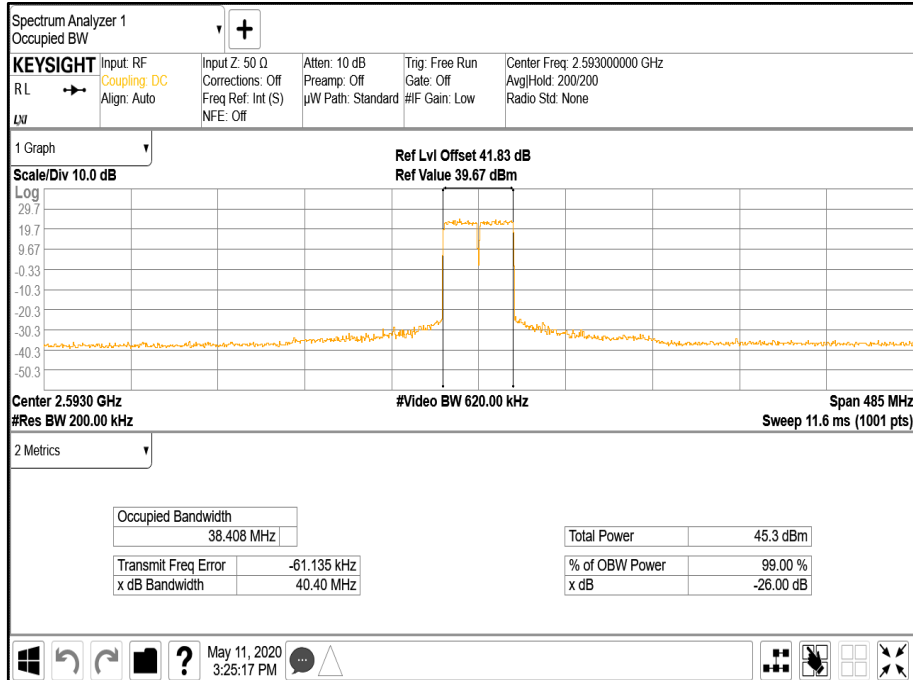 Spectrum Analyzer 1
Occupied BW
+
KEYSIGHT
RL
LXI
Input: RF
Coupling: DC
Align: Auto
Input Z: 50 Ω
Corrections: Off
Freq Ref: Int (S)
NFE: Off
Atten: 10 dB
Preamp: Off
µW Path: Standard
Trig: Free Run
Gate: Off
#IF Gain: Low
Center Freq: 2.593000000 GHz
Avg|Hold: 200/200
Radio Std: None
1 Graph
Scale/Div 10.0 dB
Ref Lvl Offset 41.83 dB
Ref Value 39.67 dBm
Log
29.7
19.7
9.67
-0.33
-10.3
-20.3
-30.3
-40.3
-50.3
Center 2.5930 GHz
#Video BW 620.00 kHz
Span 485 MHz
#Res BW 200.00 kHz
Sweep 11.6 ms (1001 pts)
2 Metrics
Occupied Bandwidth
38.408 MHz
Total Power 45.3 dBm
Transmit Freq Error -61.135 kHz
% of OBW Power 99.00 %
x dB Bandwidth 40.40 MHz
x dB -26.00 dB
?
May 11, 2020
3:25:17 PM